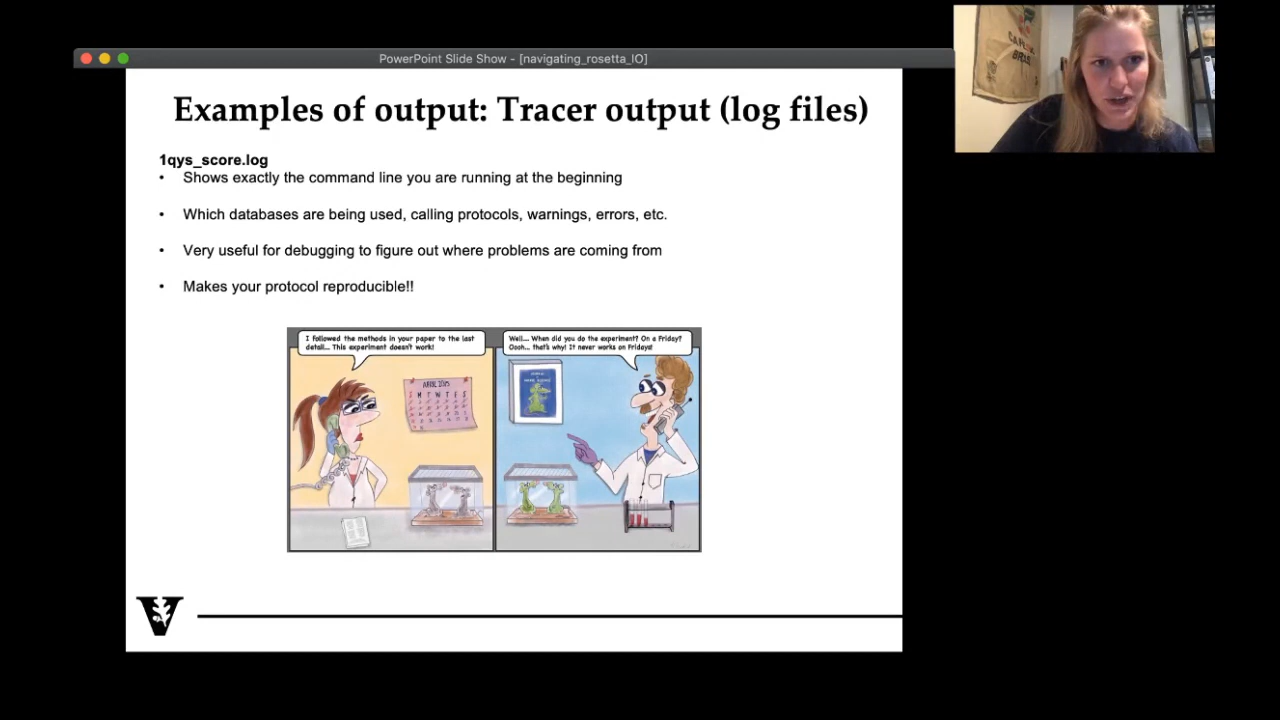 PowerPoint Slide Show - [navigating_rosetta_IO]
Examples of output: Tracer output (log files)
1qys_score.log
• Shows exactly the command line you are running at the beginning
• Which databases are being used, calling protocols, warnings, errors, etc.
• Very useful for debugging to figure out where problems are coming from
• Makes your protocol reproducible!!
I followed the methods in your paper to the last
detail... This experiment doesn't work!
Well... When did you do the experiment? On a Friday?
Oooh... that's why! It never works on Fridays!
APRIL 2015
S M T W T F S
V